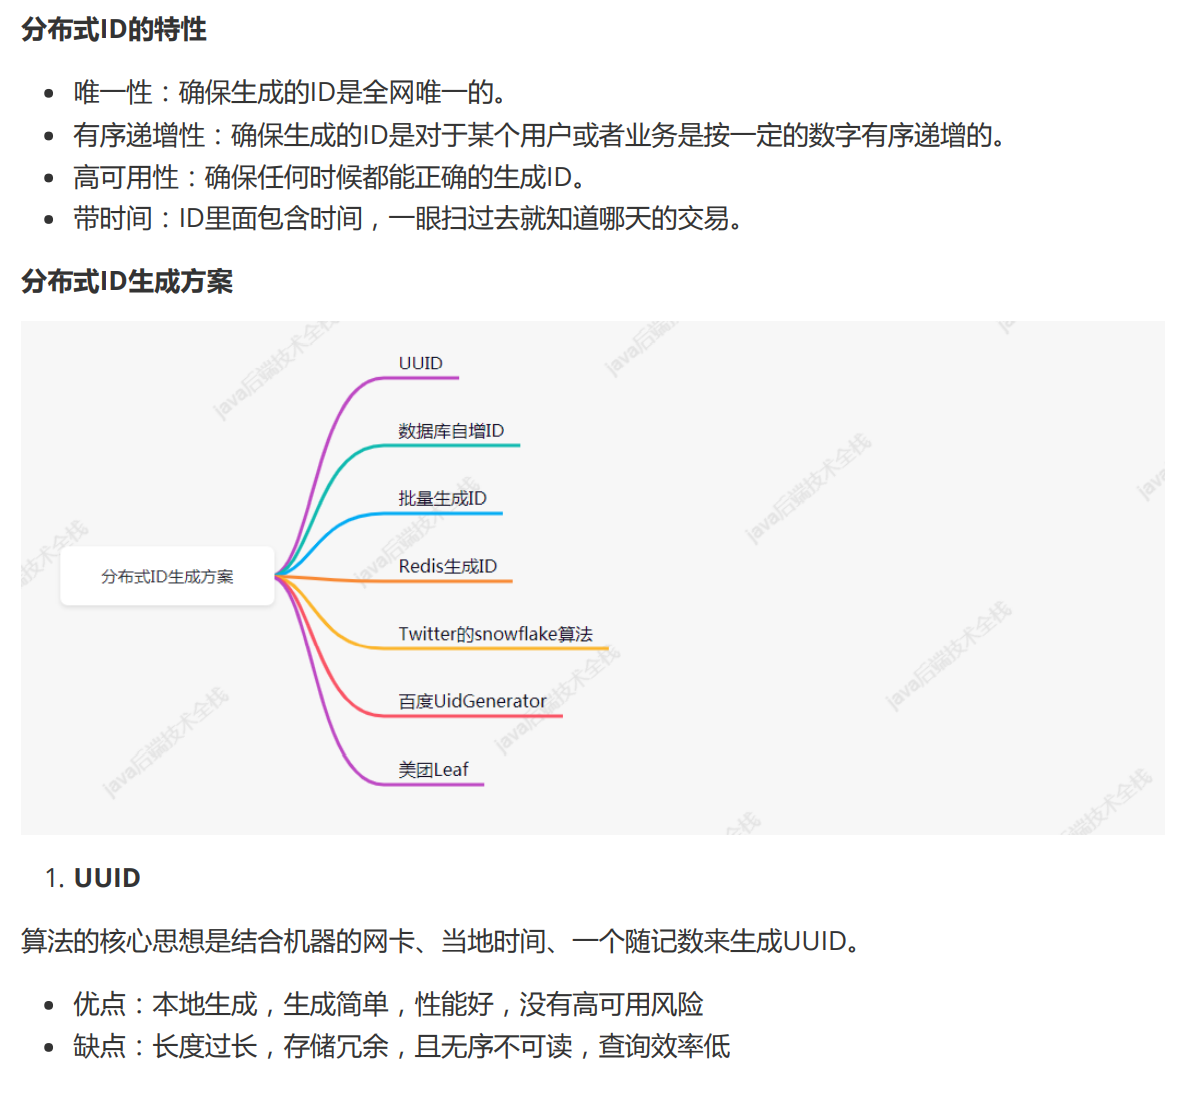 分布式ID的特性
唯一性：确保生成的ID是全网唯一的。
有序递增性：确保生成的ID是对于某个用户或者业务是按一定的数字有序递增的。
高可用性：确保任何时候都能正确的生成ID。
带时间：ID里面包含时间，一眼扫过去就知道哪天的交易。
分布式ID生成方案
分布式ID生成方案
UUID
数据库自增ID
批量生成ID
Redis生成ID
Twitter的snowflake算法
百度UidGenerator
美团Leaf
java后端技术全栈
1. UUID
算法的核心思想是结合机器的网卡、当地时间、一个随记数来生成UUID。
优点：本地生成，生成简单，性能好，没有高可用风险
缺点：长度过长，存储冗余，且无序不可读，查询效率低